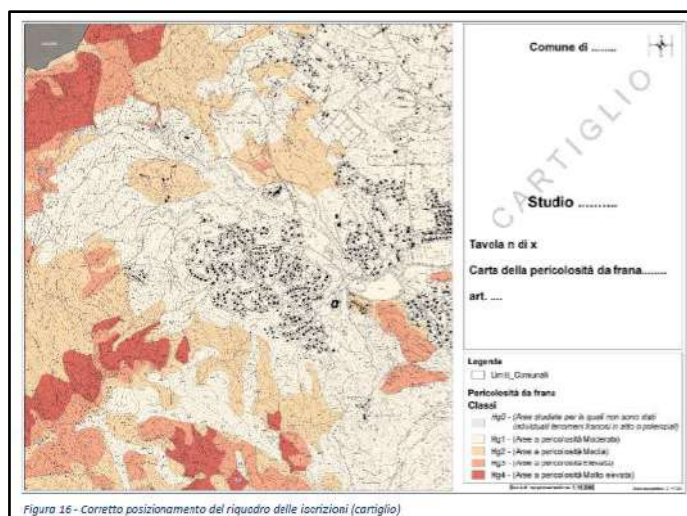 Comune di ........
CARTIGLIO
Studio ..........
Tavola n di x
Carta della pericolosità da frana.......
art. ....
Legenda
Limiti_Comunali
Pericolosità da frana
Classi
Hg0 - (Aree studiate per le quali non sono stati
individuati fenomeni franosi in atto o potenziali)
Hg1 - (Aree a pericolosità Moderata)
Hg2 - (Aree a pericolosità Media)
Hg3 - (Aree a pericolosità Elevata)
Hg4 - (Aree a pericolosità Molto elevata)
Figura 16 - Corretto posizionamento del riquadro delle iscrizioni (cartiglio)